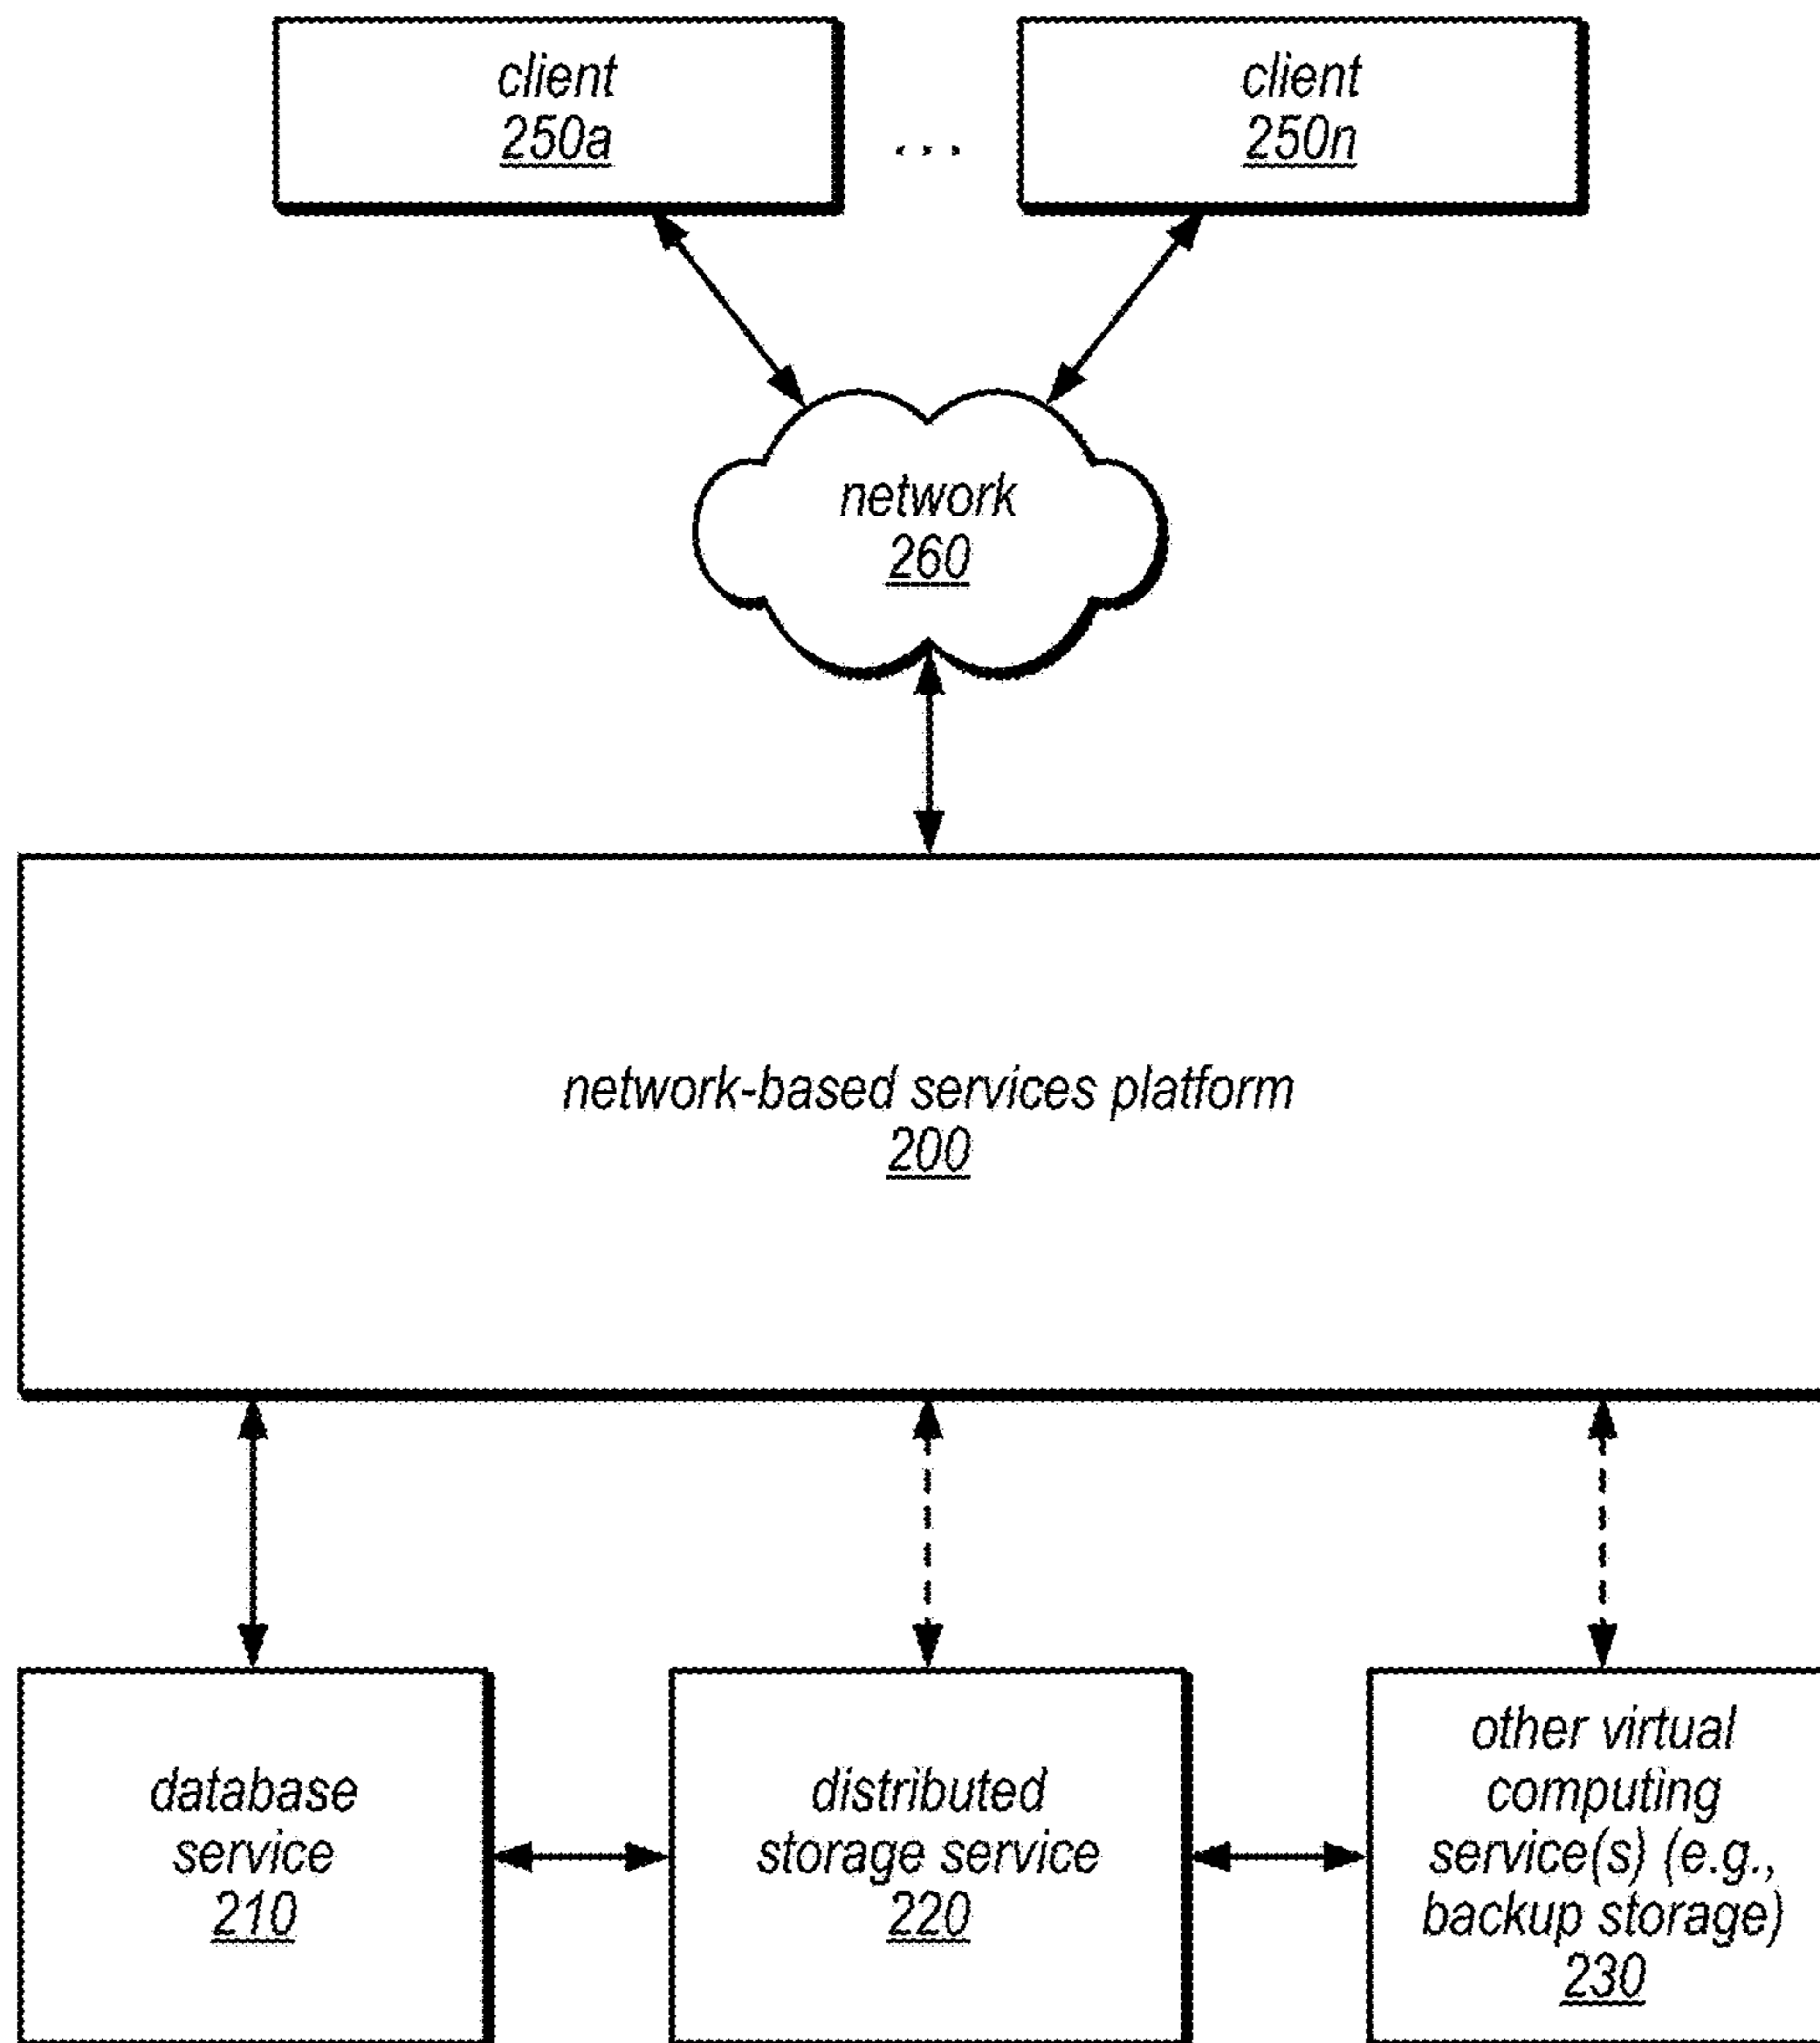 client
250a
...
client
250n
network
260
network-based services platform
200
database
service
210
distributed
storage service
220
other virtual
computing
service(s) (e.g.,
backup storage)
230